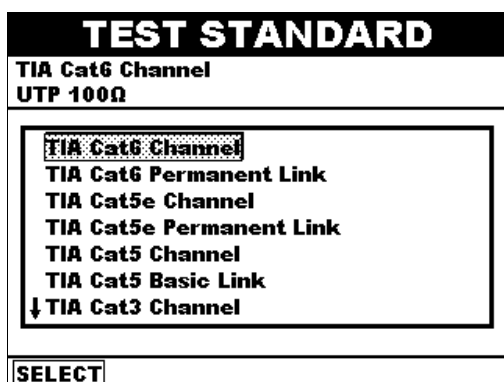 TEST STANDARD
TIA Cat6 Channel
UTP 100Ω
TIA Cat6 Channel
TIA Cat6 Permanent Link
TIA Cat5e Channel
TIA Cat5e Permanent Link
TIA Cat5 Channel
TIA Cat5 Basic Link
↓TIA Cat3 Channel
SELECT